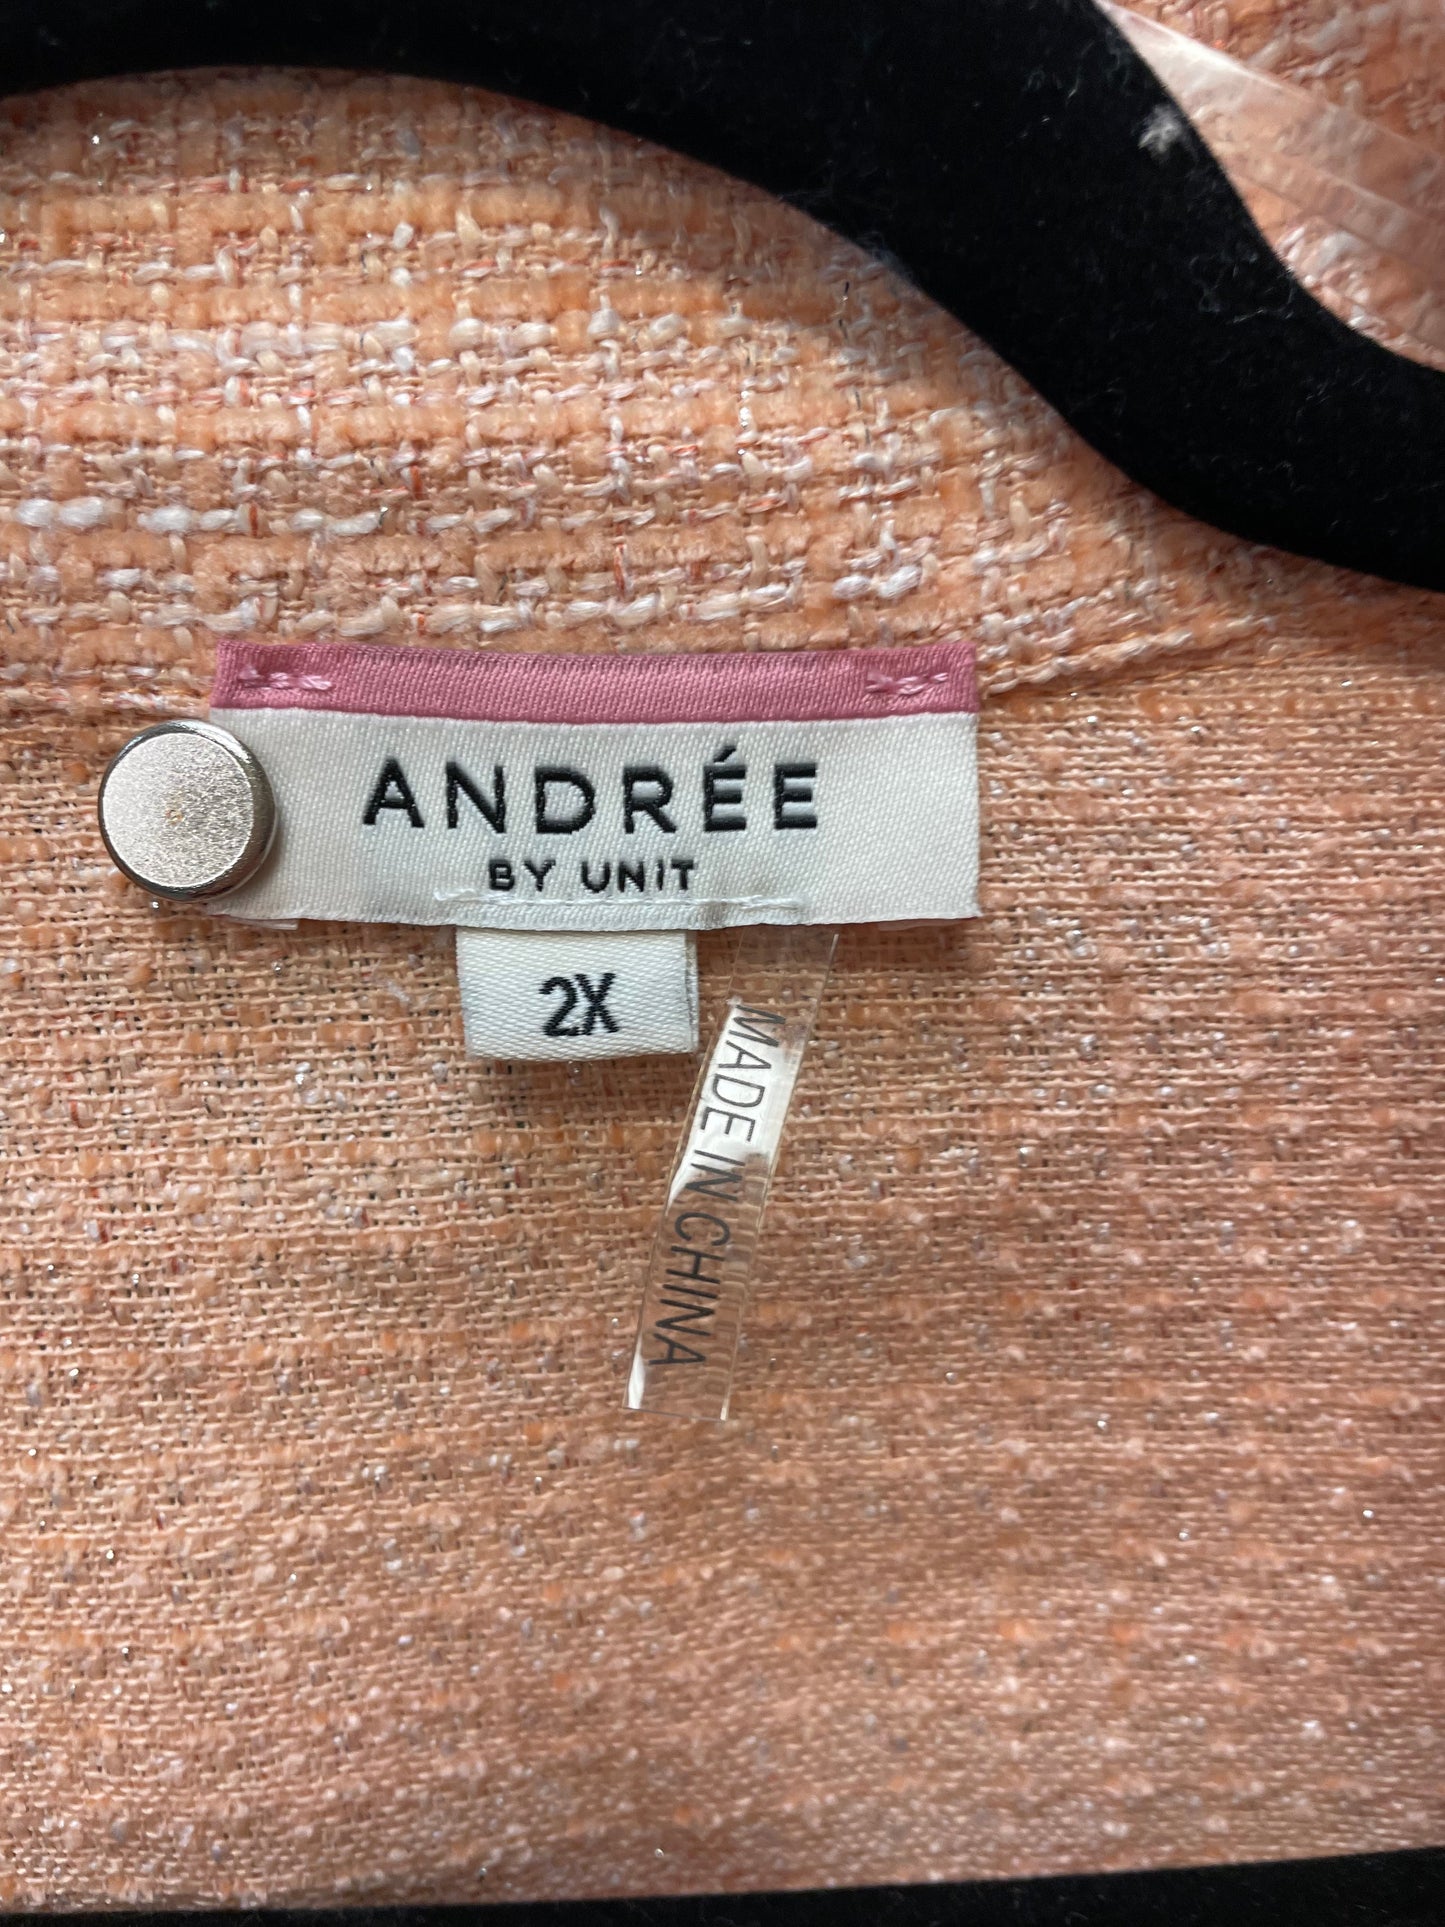 ANDRÉE
BY UNIT
2X
MADE IN CHINA